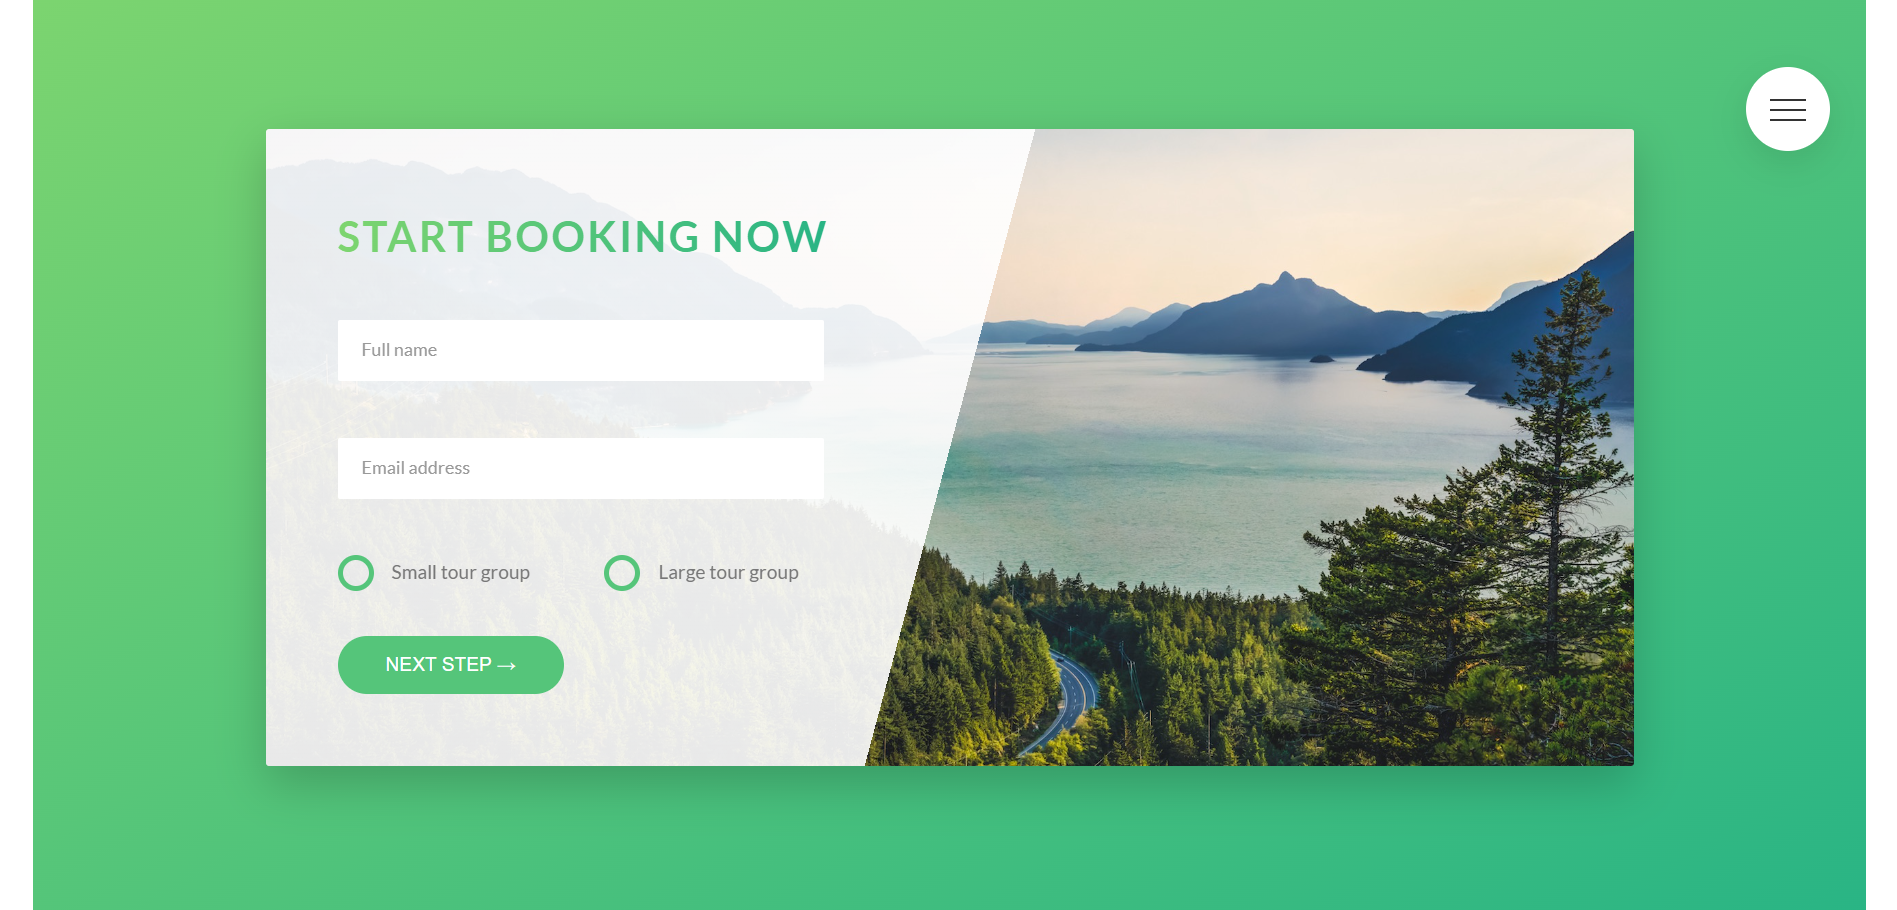 START BOOKING NOW
Full name
Email address
Small tour group
Large tour group
NEXT STEP →